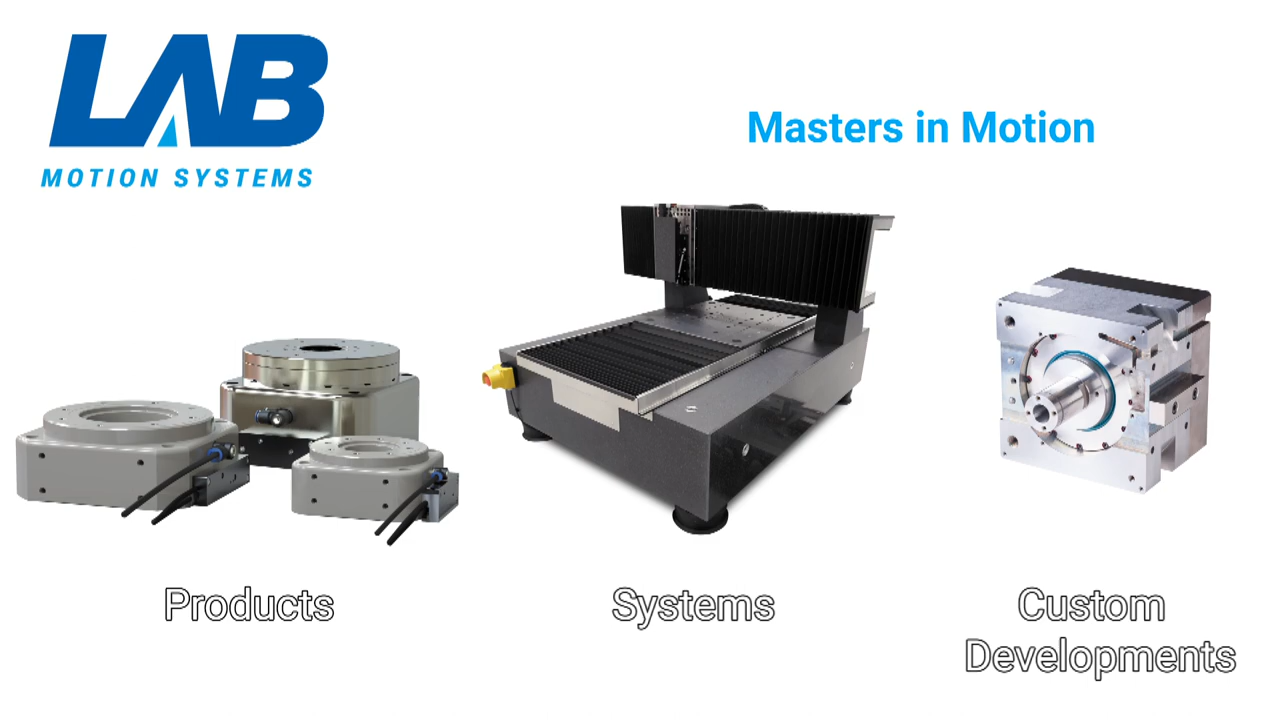 LAB
MOTION SYSTEMS
Masters in Motion
Products
Systems
Custom
Developments